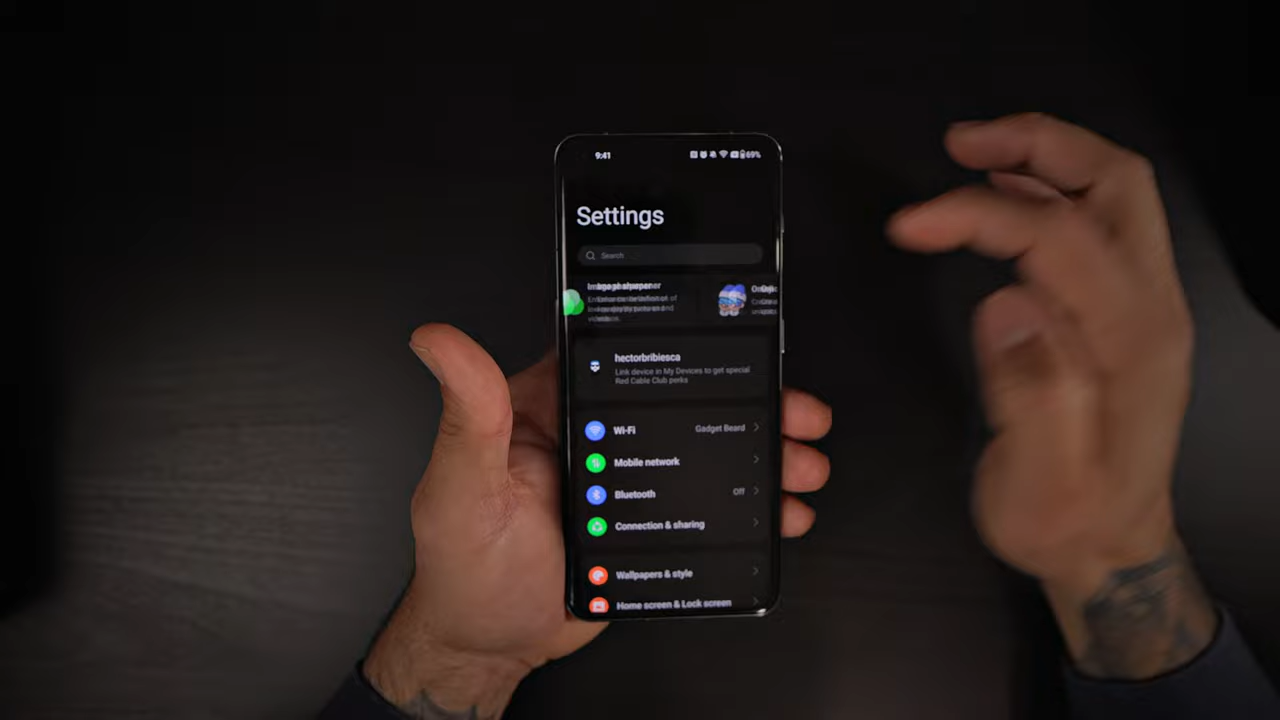 9:41
69%
Settings
Search
hectorbribiesca
Link device in My Devices to get special
Red Cable Club perks
Wi-Fi Gadget Beard
Mobile network
Bluetooth Off
Connection & sharing
Wallpapers & style
Home screen & Lock screen